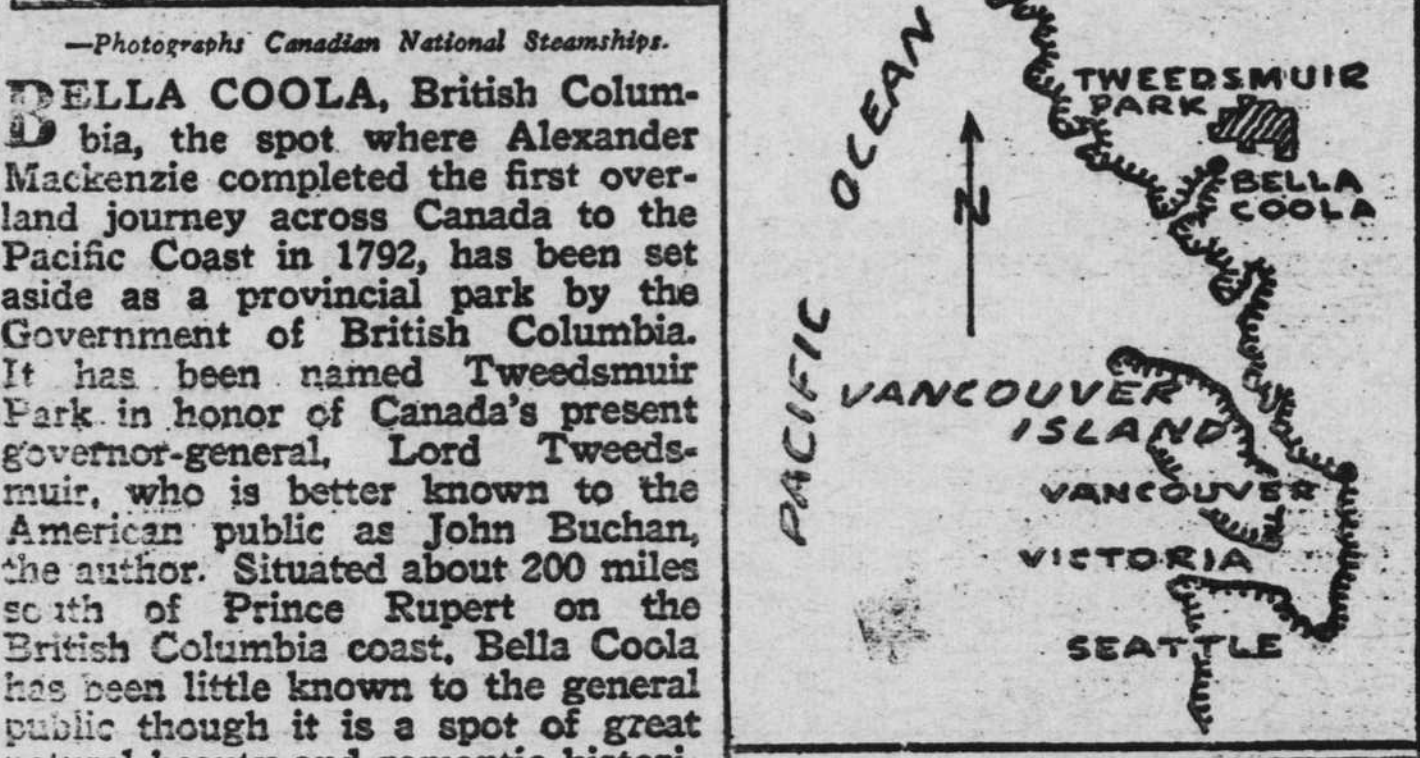 —Photographs Canadian National Steamships.
BELLA COOLA, British Colum-
bia, the spot where Alexander
Mackenzie completed the first over-
land journey across Canada to the
Pacific Coast in 1792, has been set
aside as a provincial park by the
Government of British Columbia.
It has been named Tweedsmuir
Park in honor of Canada's present
governor-general, Lord Tweeds-
muir, who is better known to the
American public as John Buchan,
the author. Situated about 200 miles
south of Prince Rupert on the
British Columbia coast, Bella Coola
has been little known to the general
public though it is a spot of great
natural beauty and romantic histori-
PACIFIC OCEAN
N
TWEEDSMUIR
PARK
BELLA
COOLA
VANCOUVER
ISLAND
VANCOUVER
VICTORIA
SEATTLE